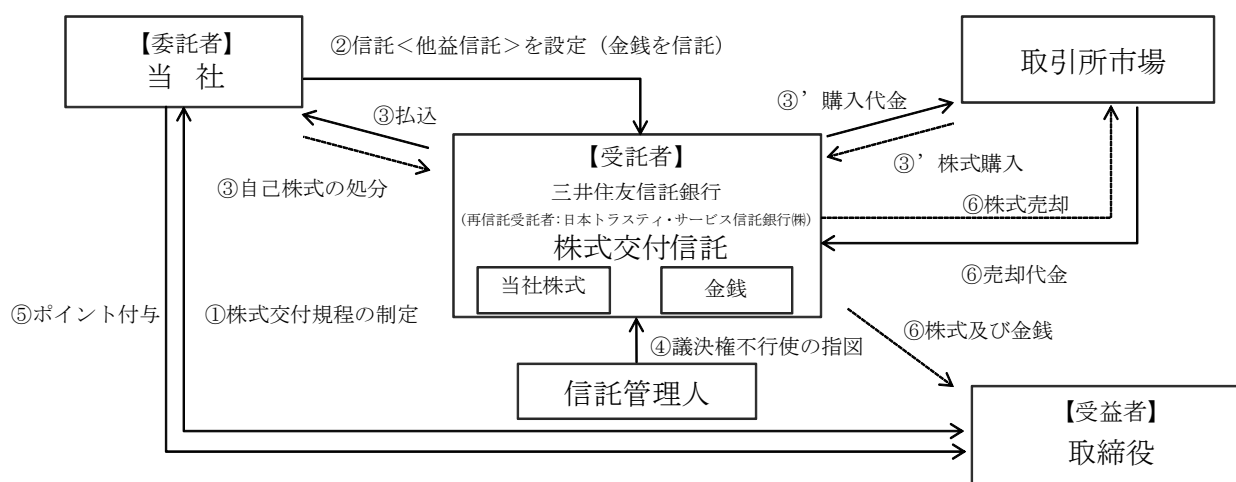 【委託者】
当 社
②信託＜他益信託＞を設定（金銭を信託）
取引所市場
③払込
③’購入代金
③自己株式の処分
【受託者】
三井住友信託銀行
(再信託受託者：日本トラスティ・サービス信託銀行㈱)
株式交付信託
当社株式
金銭
③’株式購入
⑥株式売却
⑥売却代金
⑤ポイント付与
①株式交付規程の制定
④議決権不行使の指図
⑥株式及び金銭
信託管理人
【受益者】
取締役